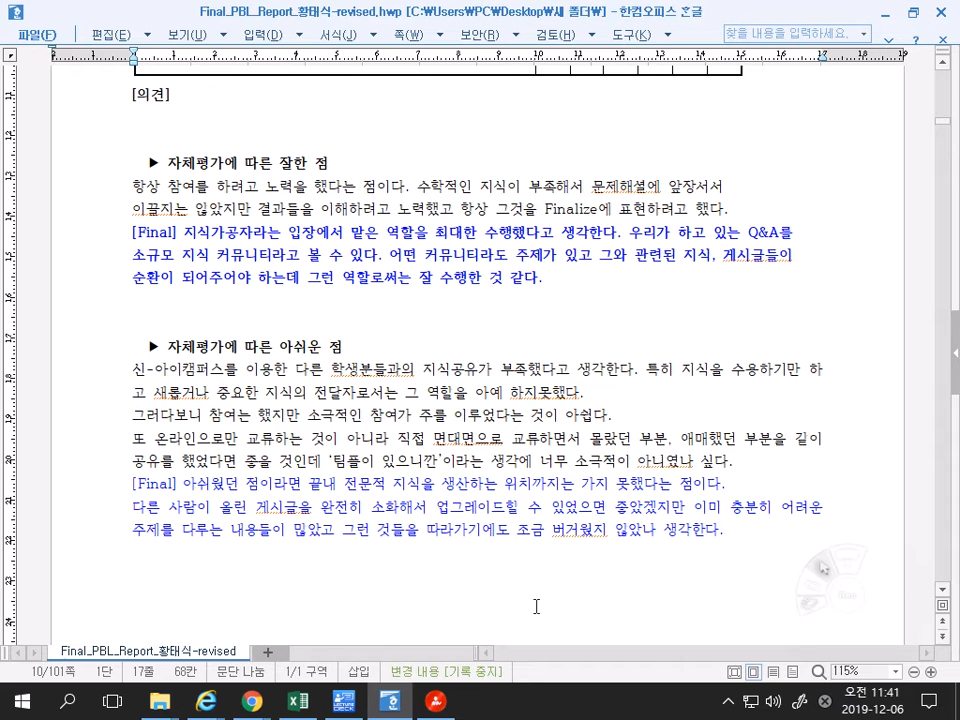 Final_PBL_Report_황태식-revised.hwp [C:₩Users₩PC₩Desktop₩새 폴더₩] - 한컴오피스 흔글
파일(F) 편집(E) 보기(U) 입력(D) 서식(J) 쪽(W) 보안(R) 검토(H) 도구(K) 찾을 내용을 입력하세요.
2 1 1 2 3 4 5 6 7 8 9 10 11 12 13 14 15 16 17 18 19
[의견]
▶ 자체평가에 따른 잘한 점
항상 참여를 하려고 노력을 했다는 점이다. 수학적인 지식이 부족해서 문제해설에 앞장서서
이끌지는 않았지만 결과들을 이해하려고 노력했고 항상 그것을 Finalize에 표현하려고 했다.
[Final] 지식가공자라는 입장에서 맡은 역할을 최대한 수행했다고 생각한다. 우리가 하고 있는 Q&A를
소규모 지식 커뮤니티라고 볼 수 있다. 어떤 커뮤니티라도 주제가 있고 그와 관련된 지식, 게시글들이
순환이 되어주어야 하는데 그런 역할로써는 잘 수행한 것 같다.
▶ 자체평가에 따른 아쉬운 점
신-아이캠퍼스를 이용한 다른 학생분들과의 지식공유가 부족했다고 생각한다. 특히 지식을 수용하기만 하
고 새롭거나 중요한 지식의 전달자로서는 그 역할을 아예 하지못했다.
그러다보니 참여는 했지만 소극적인 참여가 주를 이루었다는 것이 아쉽다.
또 온라인으로만 교류하는 것이 아니라 직접 면대면으로 교류하면서 몰랐던 부분, 애매했던 부분을 깊이
공유를 했었다면 좋을 것인데 '팀플이 있으니깐'이라는 생각에 너무 소극적이 아니였나 싶다.
[Final] 아쉬웠던 점이라면 끝내 전문적 지식을 생산하는 위치까지는 가지 못했다는 점이다.
다른 사람이 올린 게시글을 완전히 소화해서 업그레이드힐 수 있었으면 좋았겠지만 이미 충분히 어려운
주제를 다루는 내용들이 많았고 그런 것들을 따라가기에도 조금 버거웠지 않았나 생각한다.
Final_PBL_Report_황태식-revised
10/101쪽 1단 17줄 68칸 문단 나눔 1/1 구역 삽입 변경 내용 [기록 중지] 115%
오전 11:41
2019-12-06